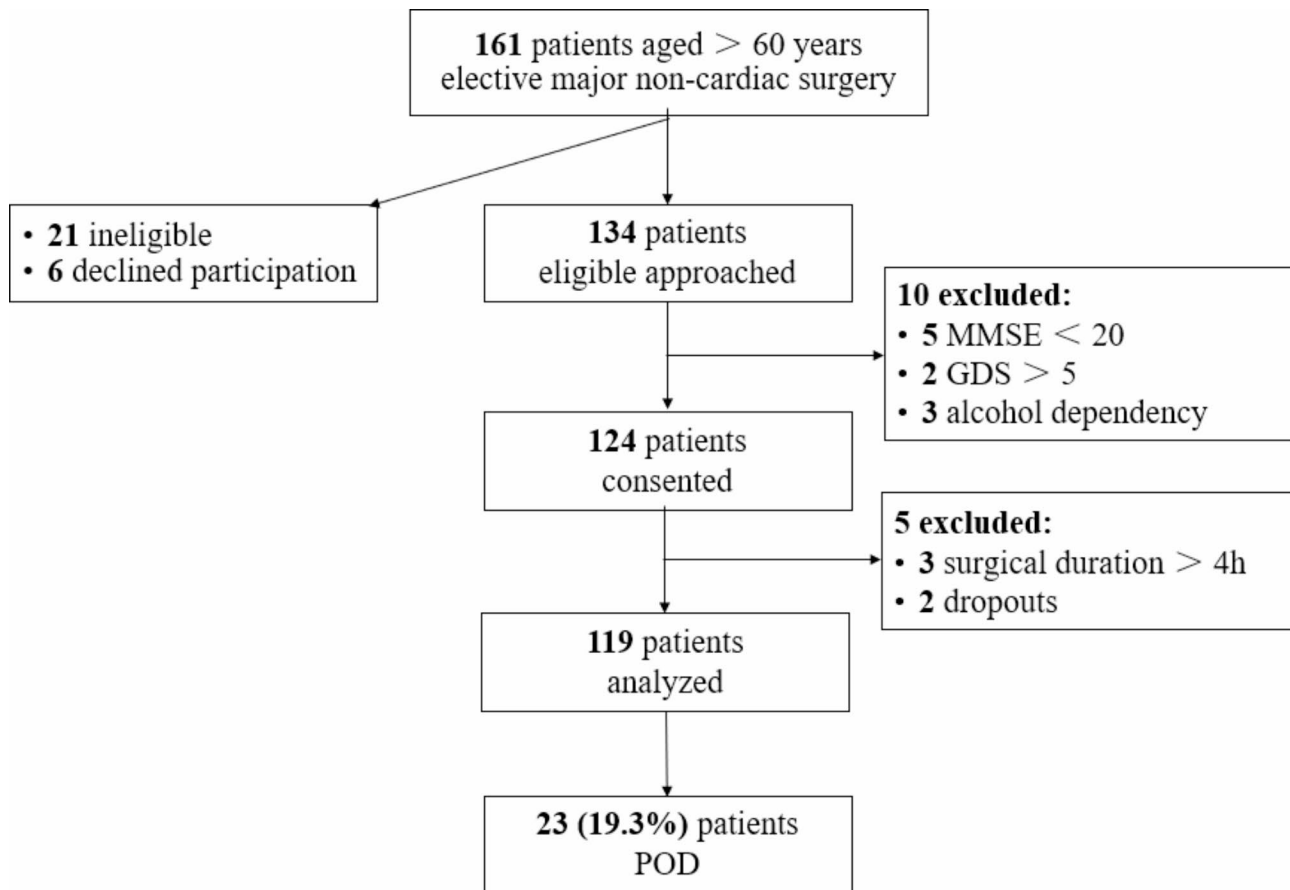 161 patients aged > 60 years
elective major non-cardiac surgery
• 21 ineligible
• 6 declined participation
134 patients
eligible approached
10 excluded:
• 5 MMSE < 20
• 2 GDS > 5
• 3 alcohol dependency
124 patients
consented
5 excluded:
• 3 surgical duration > 4h
• 2 dropouts
119 patients
analyzed
23 (19.3%) patients
POD